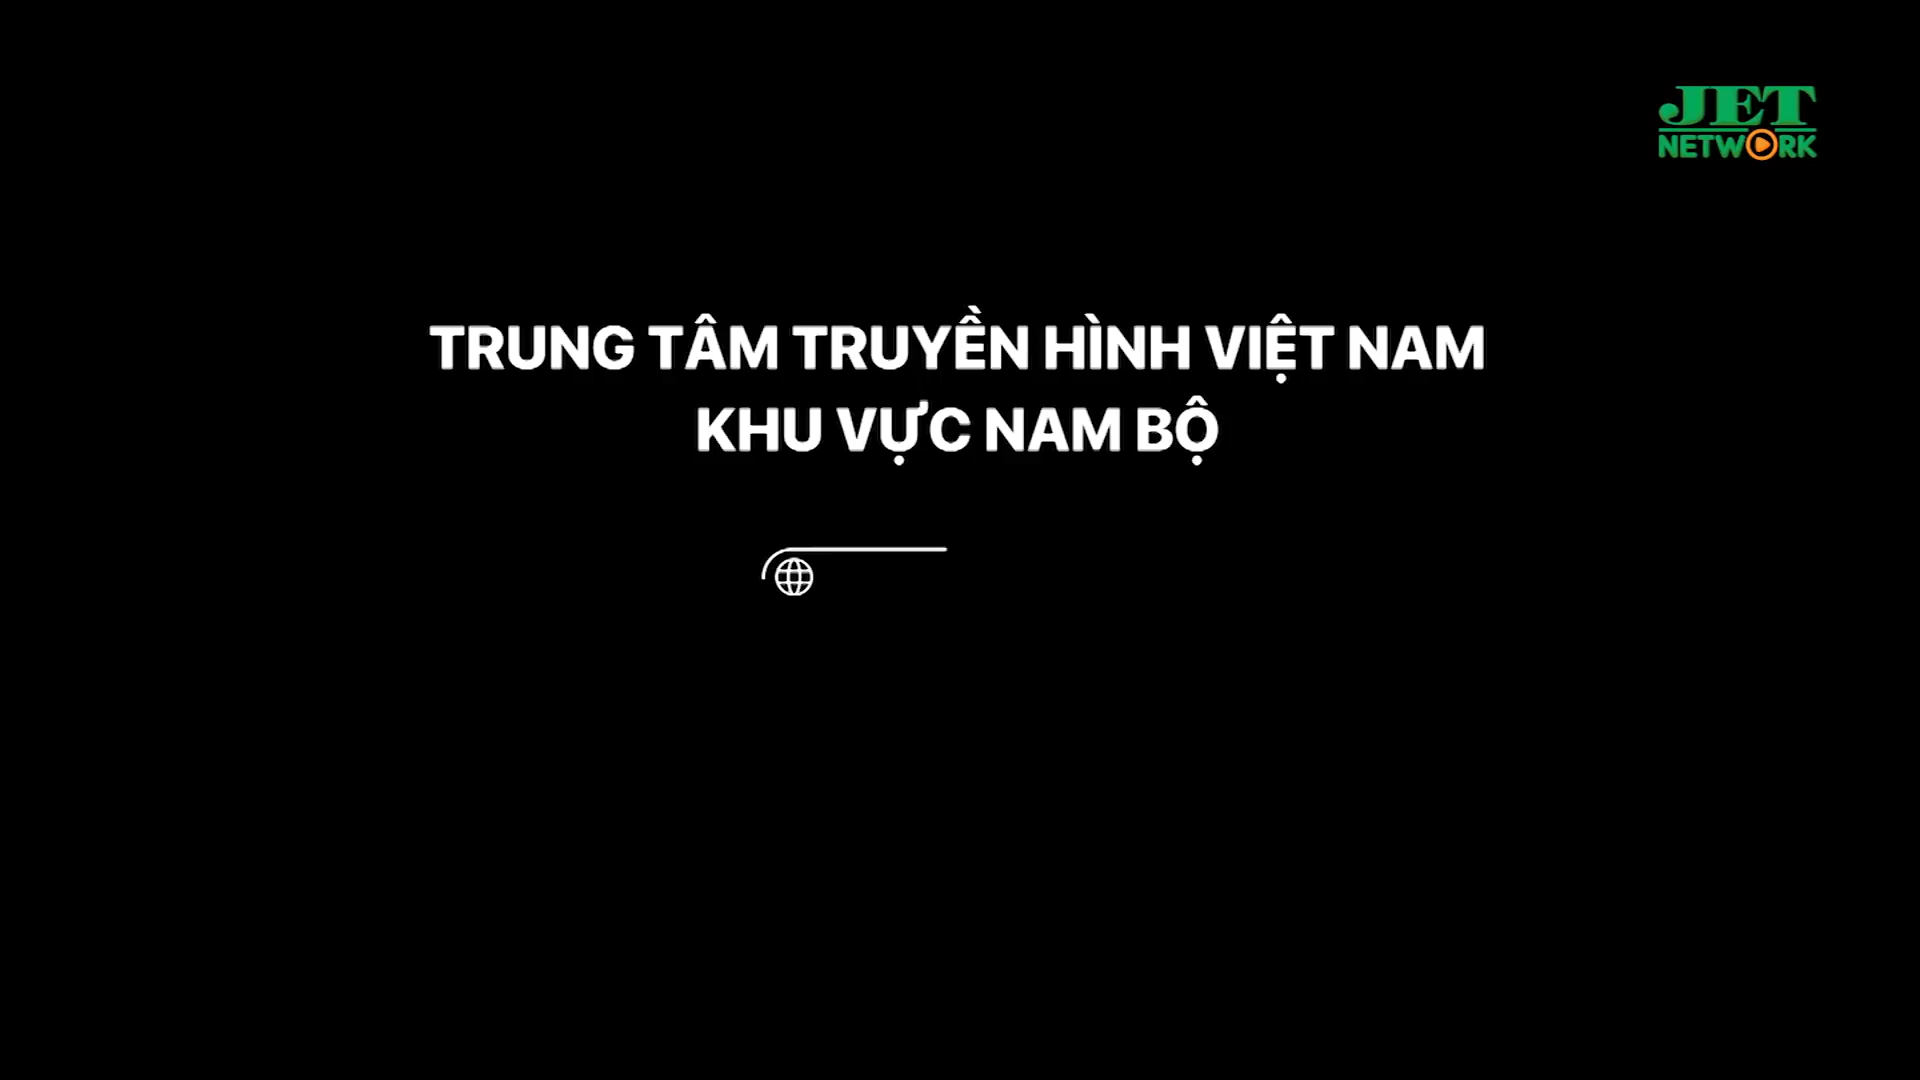 JET
NETWORK
TRUNG TÂM TRUYỀN HÌNH VIỆT NAM
KHU VỰC NAM BỘ